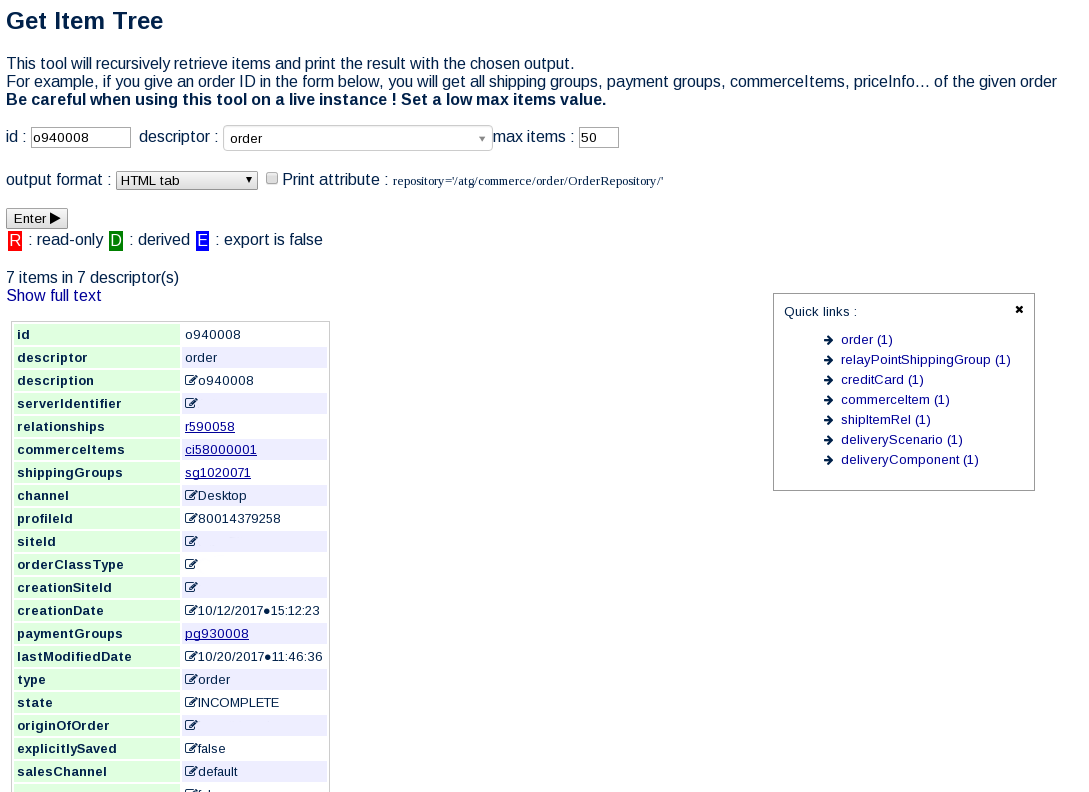 Get Item Tree
This tool will recursively retrieve items and print the result with the chosen output.
For example, if you give an order ID in the form below, you will get all shipping groups, payment groups, commerceItems, priceInfo... of the given order
Be careful when using this tool on a live instance ! Set a low max items value.
id : o940008 descriptor : order max items : 50
output format : HTML tab Print attribute : repository='/atg/commerce/order/OrderRepository/'
Enter
R : read-only D : derived E : export is false
7 items in 7 descriptor(s)
Show full text
Quick links :
order (1)
relayPointShippingGroup (1)
creditCard (1)
commerceItem (1)
shipItemRel (1)
deliveryScenario (1)
deliveryComponent (1)
id o940008
descriptor order
description o940008
serverIdentifier
relationships r590058
commerceItems ci58000001
shippingGroups sg1020071
channel Desktop
profileId 80014379258
siteId
orderClassType
creationSiteId
creationDate 10/12/2017●15:12:23
paymentGroups pg930008
lastModifiedDate 10/20/2017●11:46:36
type order
state INCOMPLETE
originOfOrder
explicitlySaved false
salesChannel default